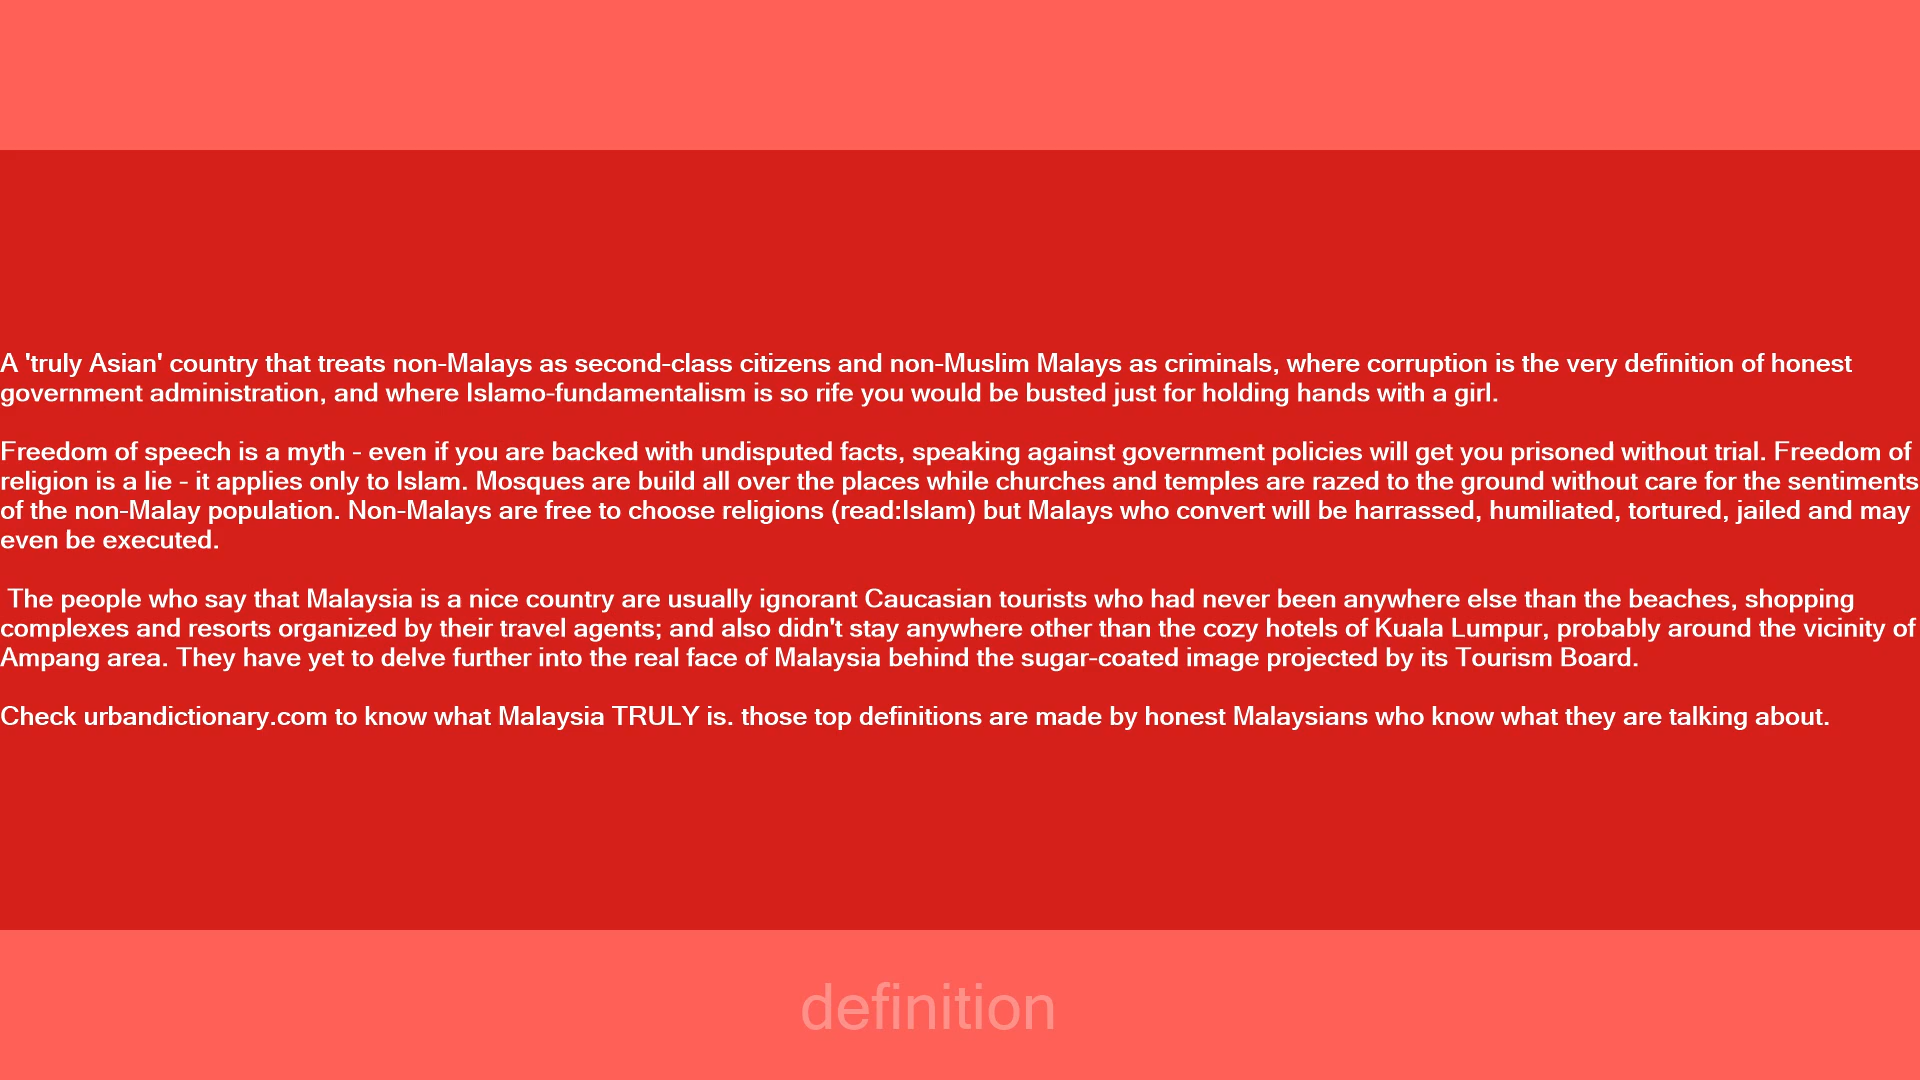 A 'truly Asian' country that treats non-Malays as second-class citizens and non-Muslim Malays as criminals, where corruption is the very definition of honest
government administration, and where Islamo-fundamentalism is so rife you would be busted just for holding hands with a girl.
Freedom of speech is a myth - even if you are backed with undisputed facts, speaking against government policies will get you prisoned without trial. Freedom of
religion is a lie - it applies only to Islam. Mosques are build all over the places while churches and temples are razed to the ground without care for the sentiments
of the non-Malay population. Non-Malays are free to choose religions (read:Islam) but Malays who convert will be harrassed, humiliated, tortured, jailed and may
even be executed.
The people who say that Malaysia is a nice country are usually ignorant Caucasian tourists who had never been anywhere else than the beaches, shopping
complexes and resorts organized by their travel agents; and also didn't stay anywhere other than the cozy hotels of Kuala Lumpur, probably around the vicinity of
Ampang area. They have yet to delve further into the real face of Malaysia behind the sugar-coated image projected by its Tourism Board.
Check urbandictionary.com to know what Malaysia TRULY is. those top definitions are made by honest Malaysians who know what they are talking about.
definition